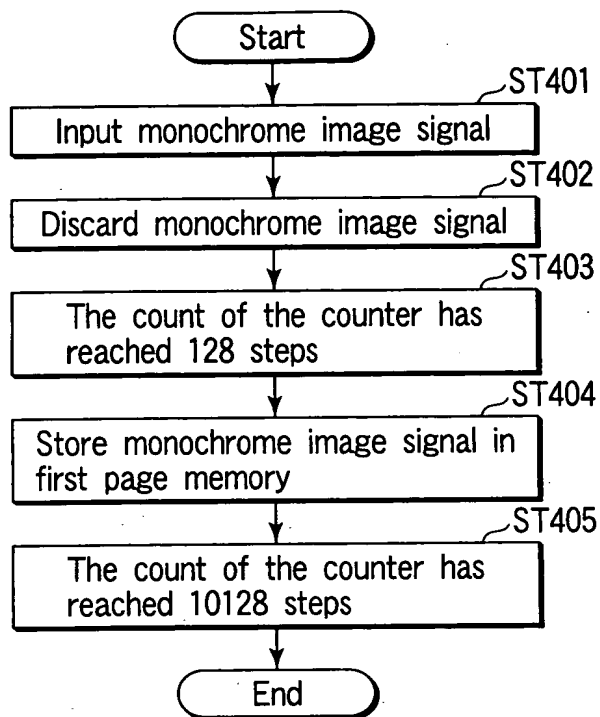 Start
ST401
Input monochrome image signal
ST402
Discard monochrome image signal
ST403
The count of the counter has
reached 128 steps
ST404
Store monochrome image signal in
first page memory
ST405
The count of the counter has
reached 10128 steps
End